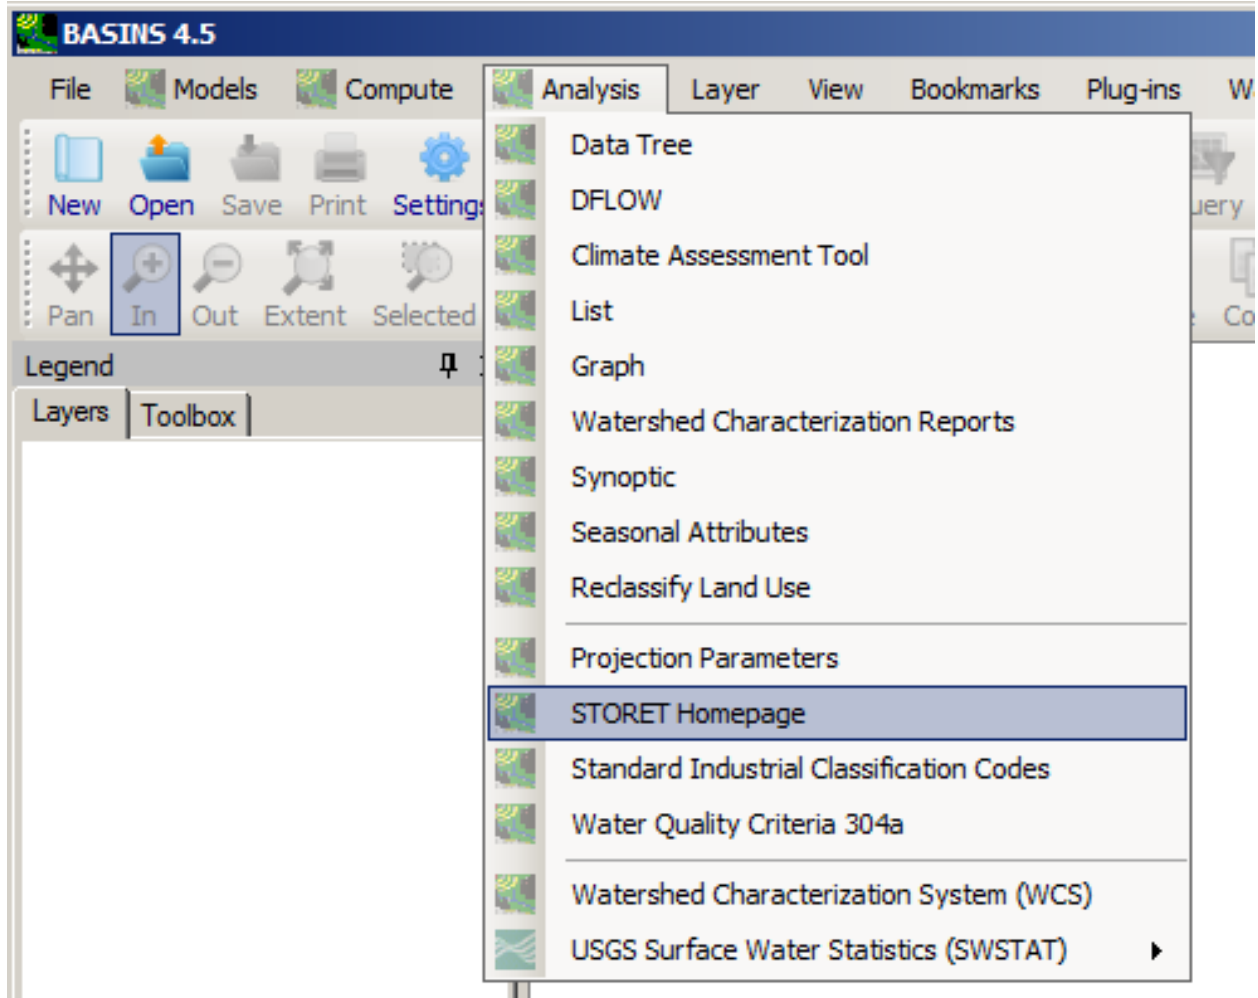 BASINS 4.5
File Models Compute Analysis Layer View Bookmarks Plug-ins
New Open Save Print
Pan In Out Extent Selected
Legend
Layers Toolbox
Data Tree
DFLOW
Climate Assessment Tool
List
Graph
Watershed Characterization Reports
Synoptic
Seasonal Attributes
Reclassify Land Use
Projection Parameters
STORET Homepage
Standard Industrial Classification Codes
Water Quality Criteria 304a
Watershed Characterization System (WCS)
USGS Surface Water Statistics (SWSTAT)